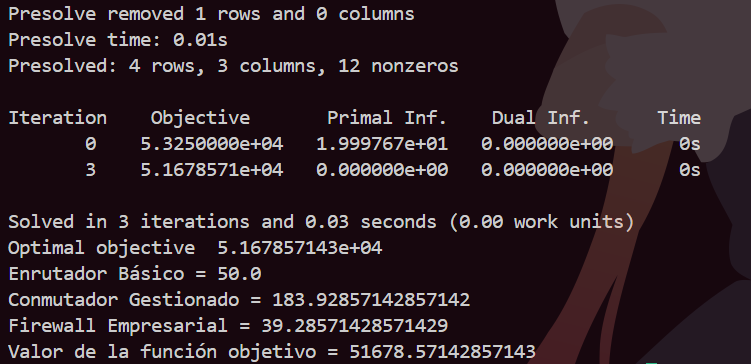 Presolve removed 1 rows and 0 columns
Presolve time: 0.01s
Presolved: 4 rows, 3 columns, 12 nonzeros
Iteration    Objective       Primal Inf.    Dual Inf.      Time
       0    5.3250000e+04   1.999767e+01   0.000000e+00      0s
       3    5.1678571e+04   0.000000e+00   0.000000e+00      0s
Solved in 3 iterations and 0.03 seconds (0.00 work units)
Optimal objective  5.167857143e+04
Enrutador Básico = 50.0
Conmutador Gestionado = 183.92857142857142
Firewall Empresarial = 39.28571428571429
Valor de la función objetivo = 51678.57142857143